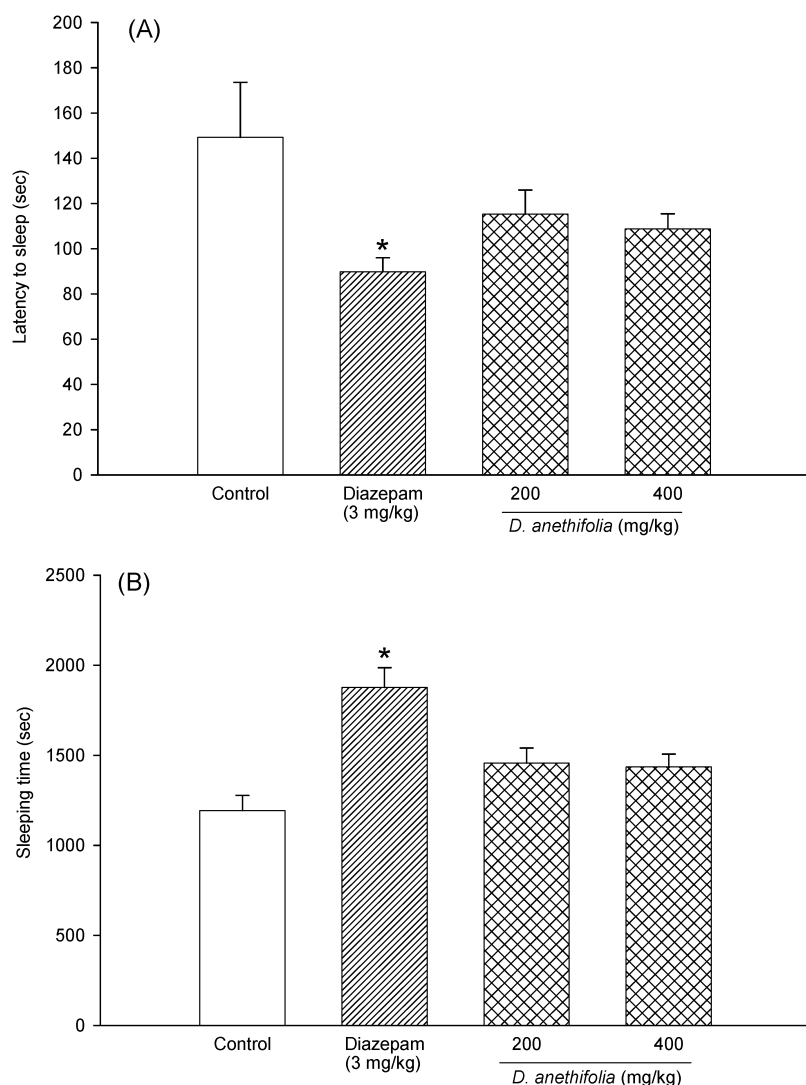 (A)
200
180
160
140
120
100
80
60
40
20
0
Latency to sleep (sec)
*
Control
Diazepam
(3 mg/kg)
200
400
D. anethifolia (mg/kg)
(B)
2500
2000
1500
1000
500
0
Sleeping time (sec)
*
Control
Diazepam
(3 mg/kg)
200
400
D. anethifolia (mg/kg)